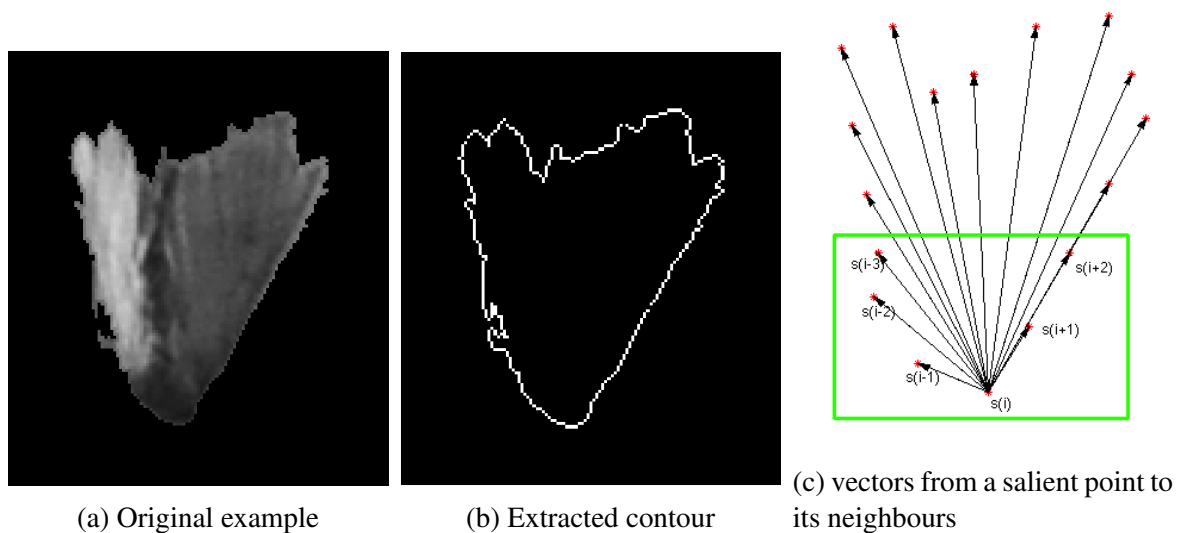 s(i-3)
s(i+2)
s(i-2)
s(i+1)
s(i-1)
s(i)
(a) Original example
(b) Extracted contour
(c) vectors from a salient point to
its neighbours